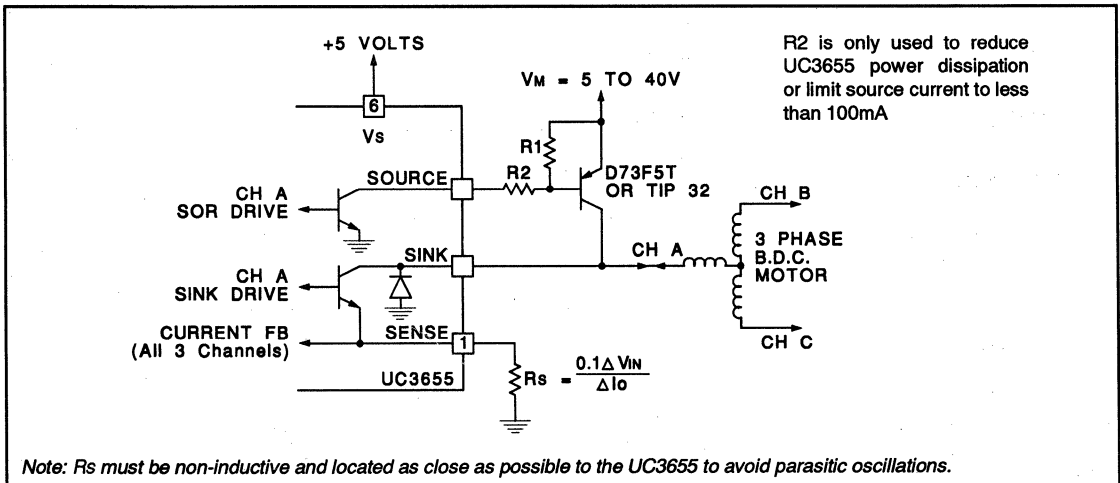 +5 VOLTS
6
Vs
VM = 5 TO 40V
R2 is only used to reduce
UC3655 power dissipation
or limit source current to less
than 100mA
R1
R2
SOURCE
D73F5T
OR TIP 32
CH A
SOR DRIVE
SINK
CH A
CH B
3 PHASE
B.D.C.
MOTOR
CH A
SINK DRIVE
CURRENT FB
(All 3 Channels)
SENSE
1
CH C
UC3655
Rs = 0.1Δ VIN
ΔIo
Note: Rs must be non-inductive and located as close as possible to the UC3655 to avoid parasitic oscillations.